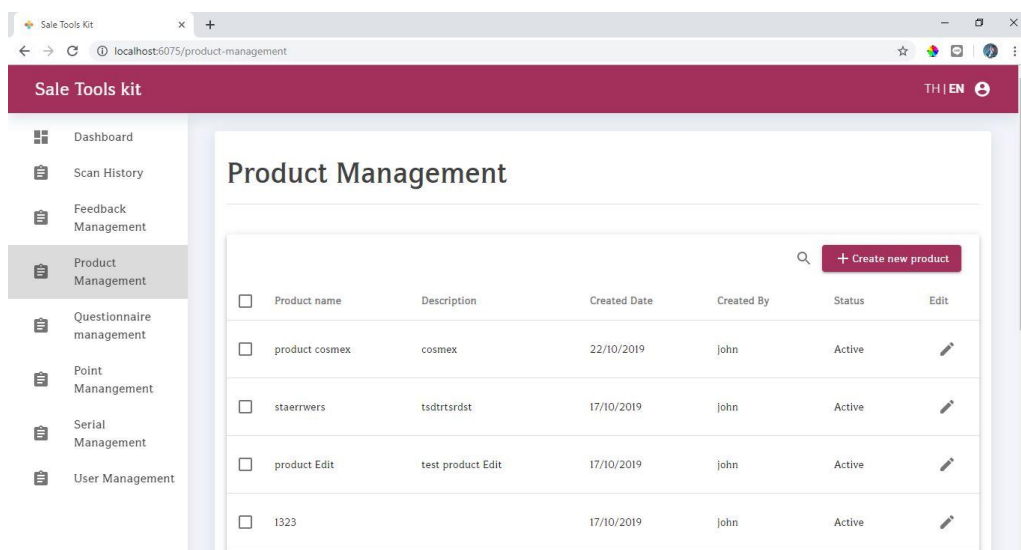 Sale Tools Kit
localhost:6075/product-management
Sale Tools kit
TH | EN
Dashboard
Scan History
Feedback
Management
Product
Management
Questionnaire
management
Point
Manangement
Serial
Management
User Management
Product Management
+ Create new product
Product name Description Created Date Created By Status Edit
product cosmex cosmex 22/10/2019 john Active
staerrwers tsdtrtsrdst 17/10/2019 john Active
product Edit test product Edit 17/10/2019 john Active
1323 17/10/2019 john Active